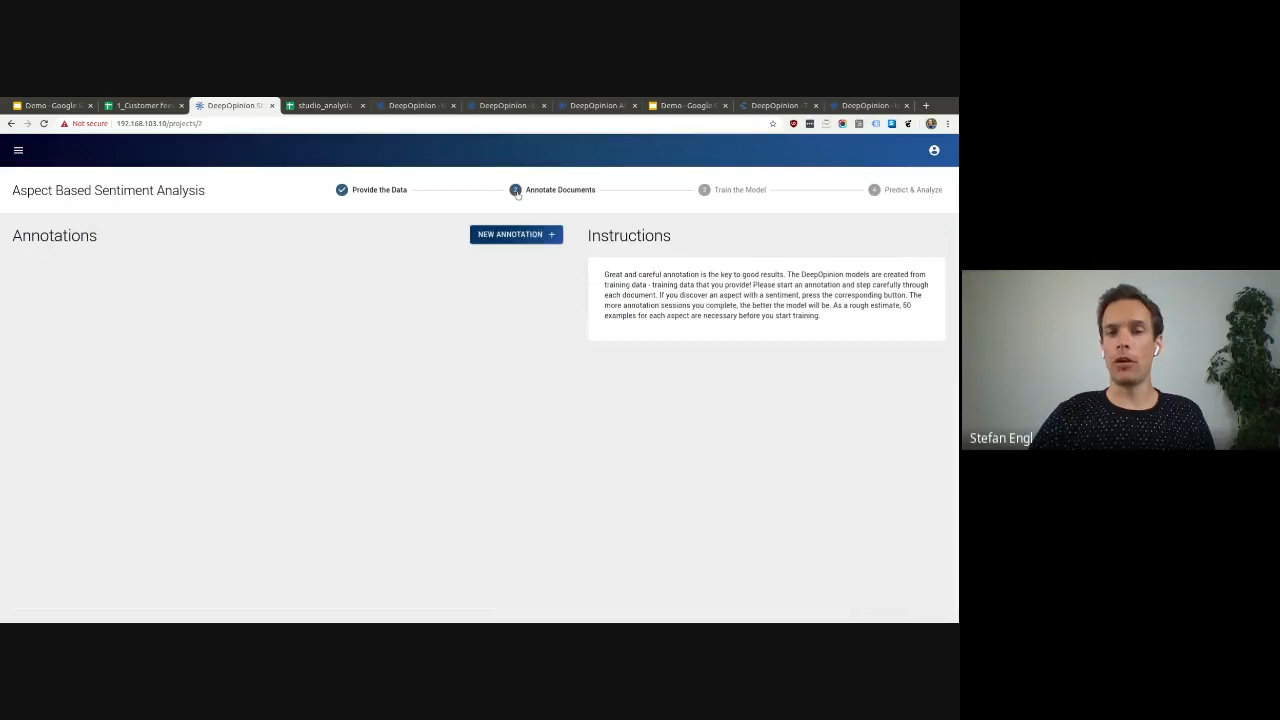 Demo - Google S
1_Customer fee
DeepOpinion St
studio_analysis
DeepOpinion - 
DeepOpinion - 
DeepOpinion A
Demo - Google S
DeepOpinion - T
DeepOpinion - 
Not secure
192.168.103.10/projects/2
Aspect Based Sentiment Analysis
Provide the Data
2 Annotate Documents
3 Train the Model
4 Predict & Analyze
Annotations
NEW ANNOTATION +
Instructions
Great and careful annotation is the key to good results. The DeepOpinion models are created from
training data - training data that you provide! Please start an annotation and step carefully through
each document. If you discover an aspect with a sentiment, press the corresponding button. The
more annotation sessions you complete, the better the model will be. As a rough estimate, 50
examples for each aspect are necessary before you start training.
Stefan Engl